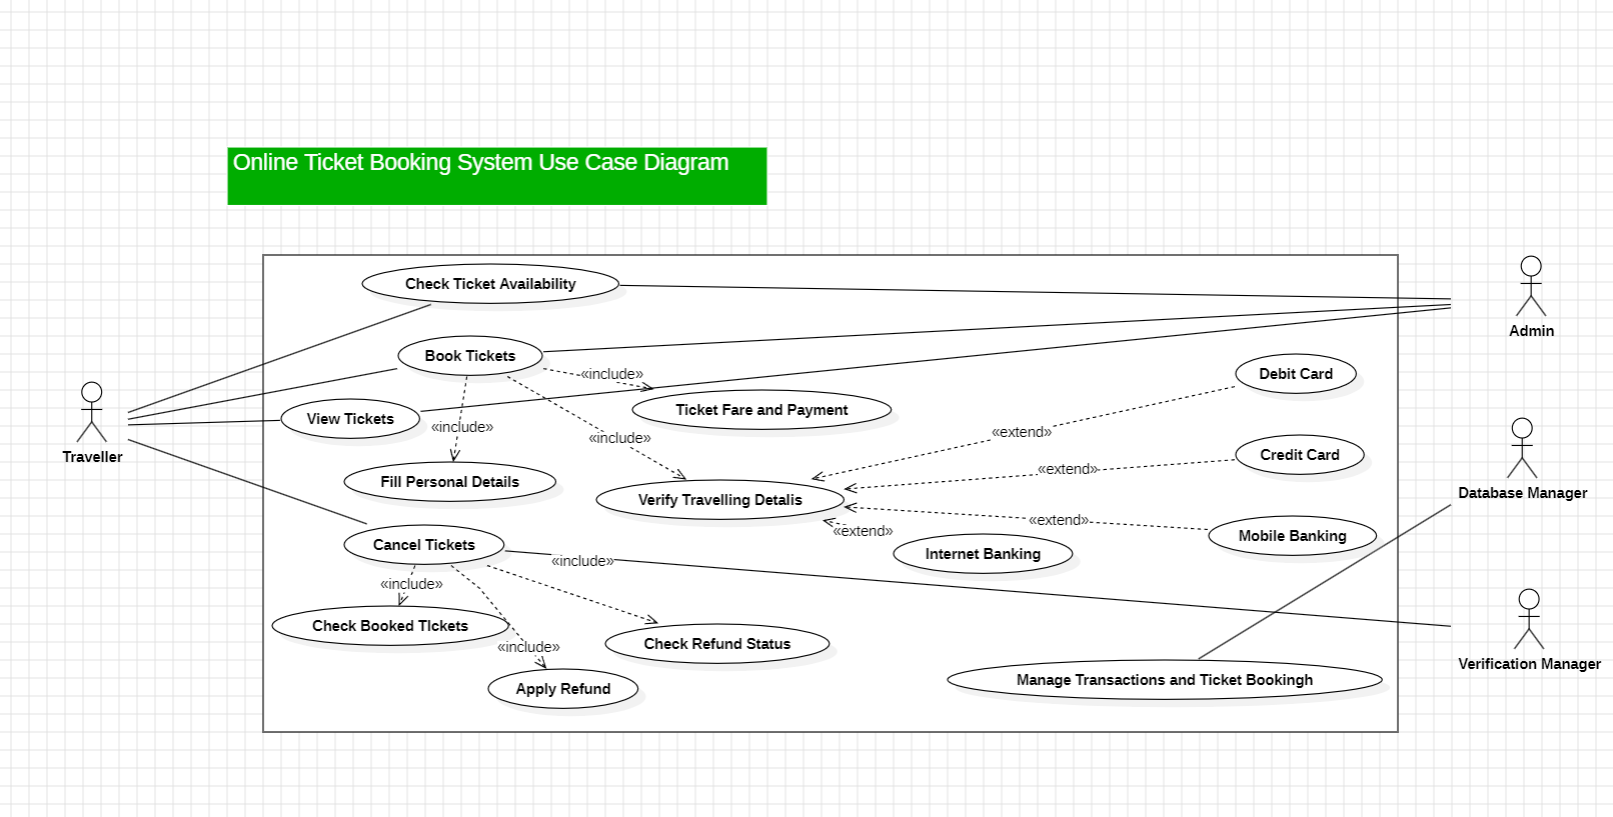 Online Ticket Booking System Use Case Diagram
Check Ticket Availability
Admin
Book Tickets
«include»
Debit Card
Ticket Fare and Payment
View Tickets
«include»
«extend»
«include»
Traveller
Credit Card
«extend»
Fill Personal Details
Database Manager
Verify Travelling Detalis
«extend»
«extend»
Mobile Banking
Cancel Tickets
Internet Banking
«include»
«include»
Check Booked TIckets
Check Refund Status
«include»
Verification Manager
Manage Transactions and Ticket Bookingh
Apply Refund